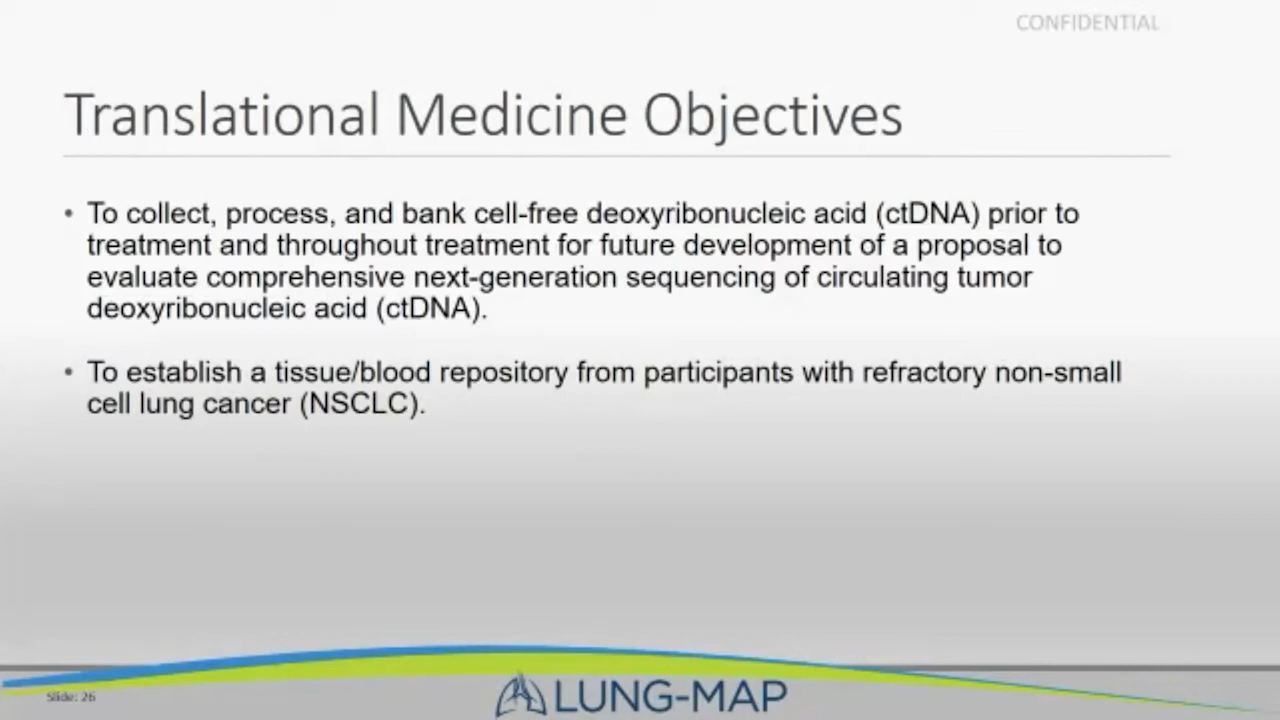 CONFIDENTIAL
Translational Medicine Objectives
• To collect, process, and bank cell-free deoxyribonucleic acid (ctDNA) prior to
treatment and throughout treatment for future development of a proposal to
evaluate comprehensive next-generation sequencing of circulating tumor
deoxyribonucleic acid (ctDNA).
• To establish a tissue/blood repository from participants with refractory non-small
cell lung cancer (NSCLC).
Slide: 26
LUNG-MAP